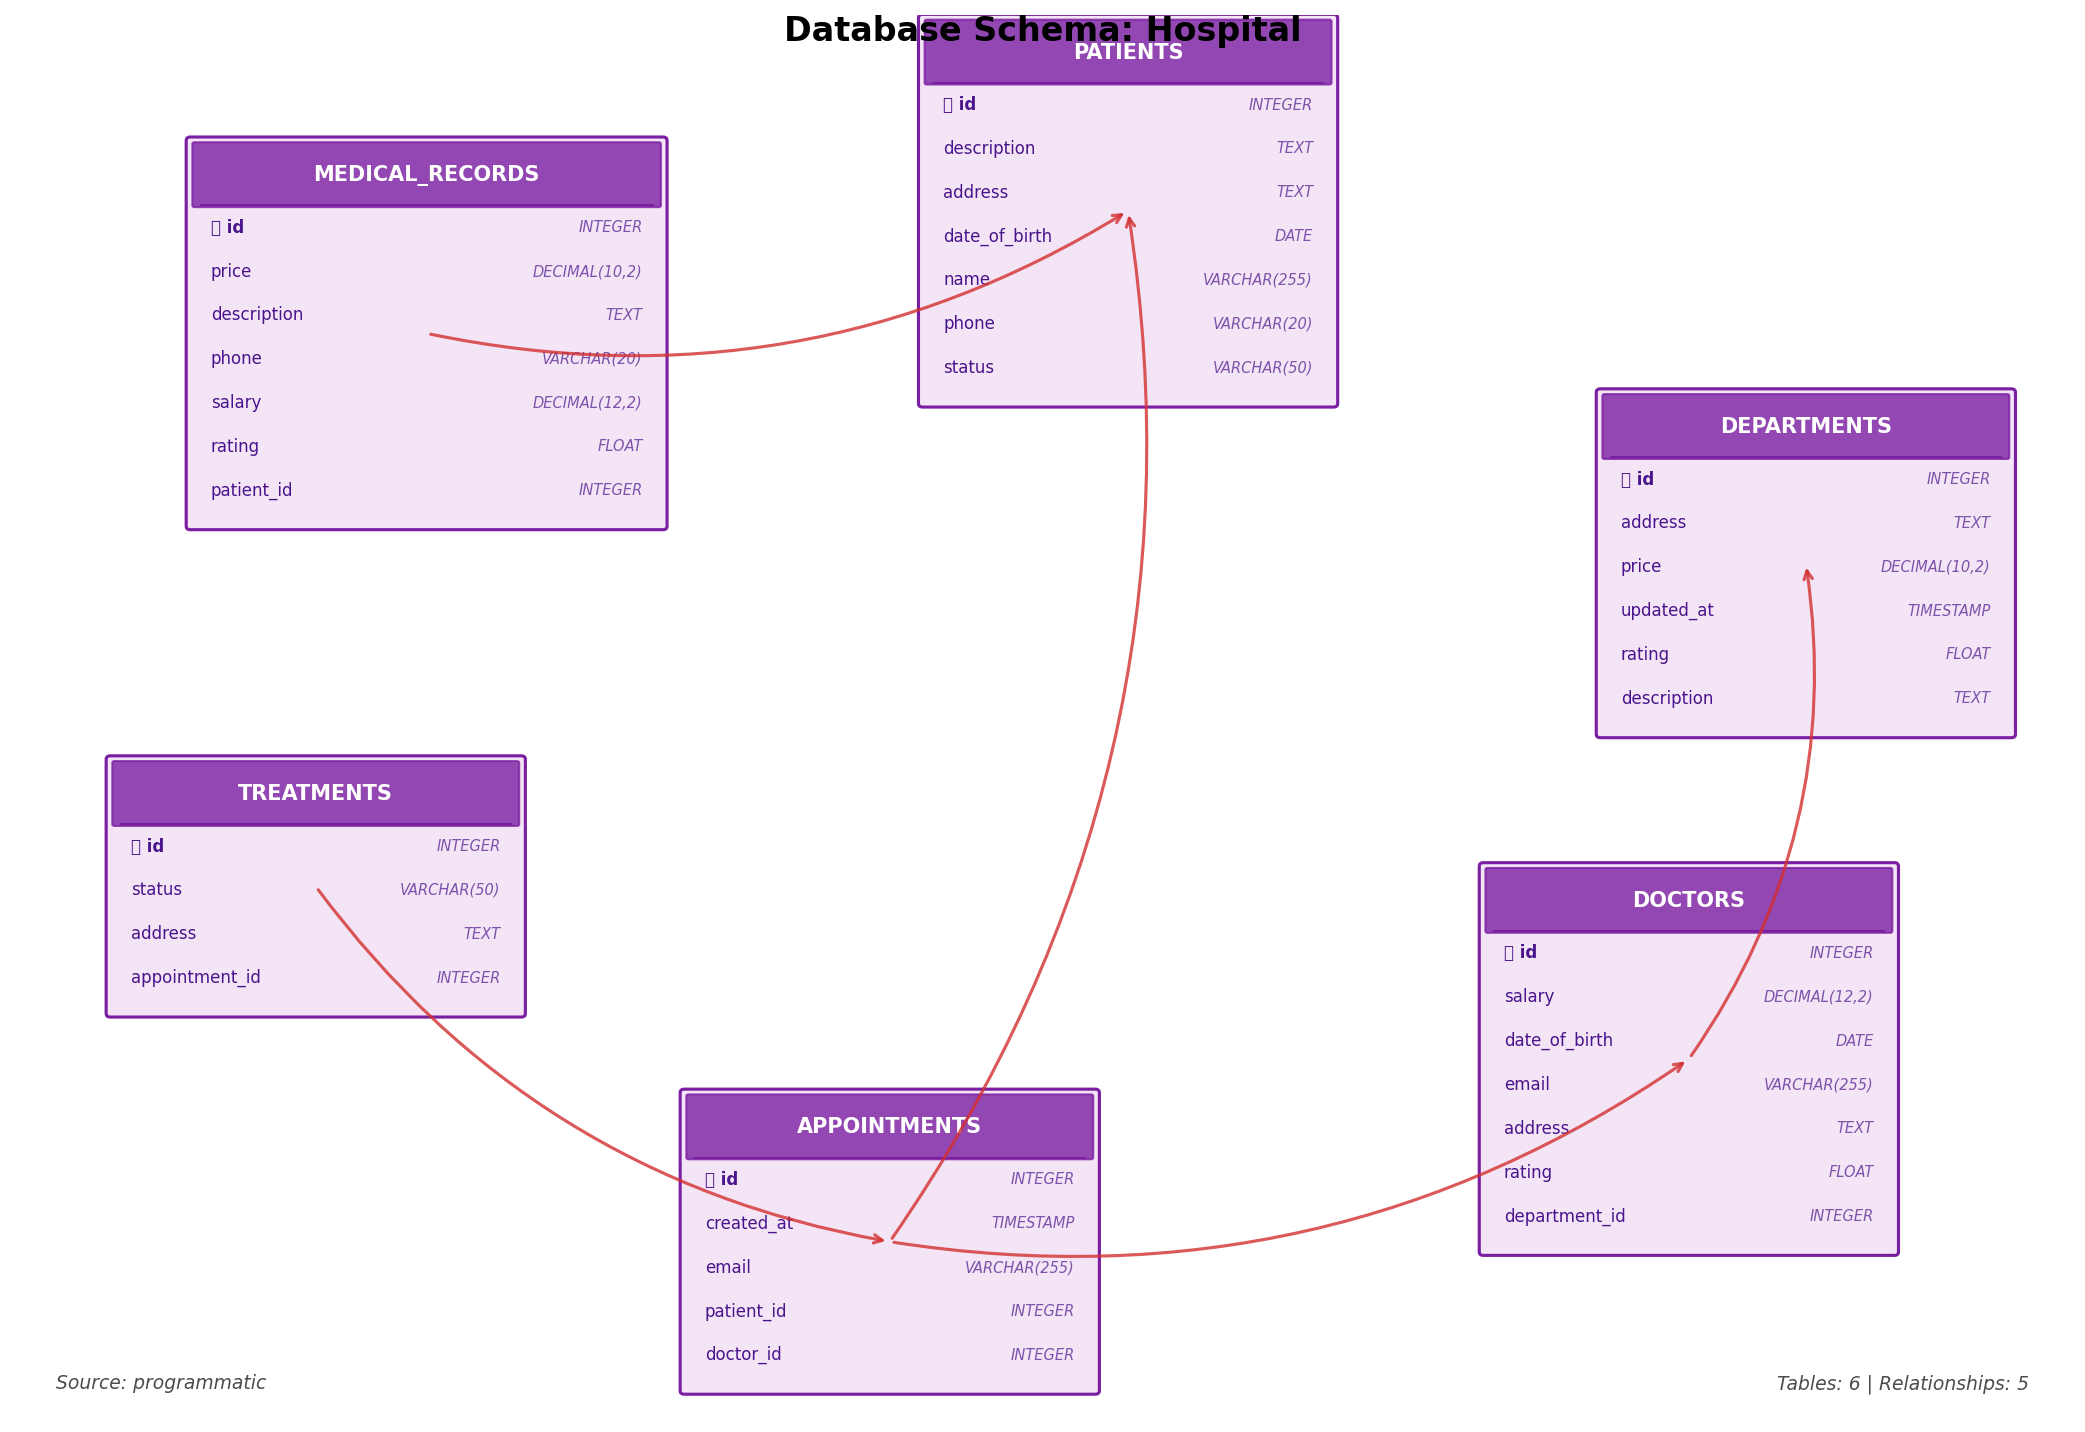 Database Schema: Hospital
PATIENTS
id INTEGER
description TEXT
address TEXT
date_of_birth DATE
name VARCHAR(255)
phone VARCHAR(20)
status VARCHAR(50)
MEDICAL_RECORDS
id INTEGER
price DECIMAL(10,2)
description TEXT
phone VARCHAR(20)
salary DECIMAL(12,2)
rating FLOAT
patient_id INTEGER
DEPARTMENTS
id INTEGER
address TEXT
price DECIMAL(10,2)
updated_at TIMESTAMP
rating FLOAT
description TEXT
TREATMENTS
id INTEGER
status VARCHAR(50)
address TEXT
appointment_id INTEGER
DOCTORS
id INTEGER
salary DECIMAL(12,2)
date_of_birth DATE
email VARCHAR(255)
address TEXT
rating FLOAT
department_id INTEGER
APPOINTMENTS
id INTEGER
created_at TIMESTAMP
email VARCHAR(255)
patient_id INTEGER
doctor_id INTEGER
Source: programmatic
Tables: 6 | Relationships: 5